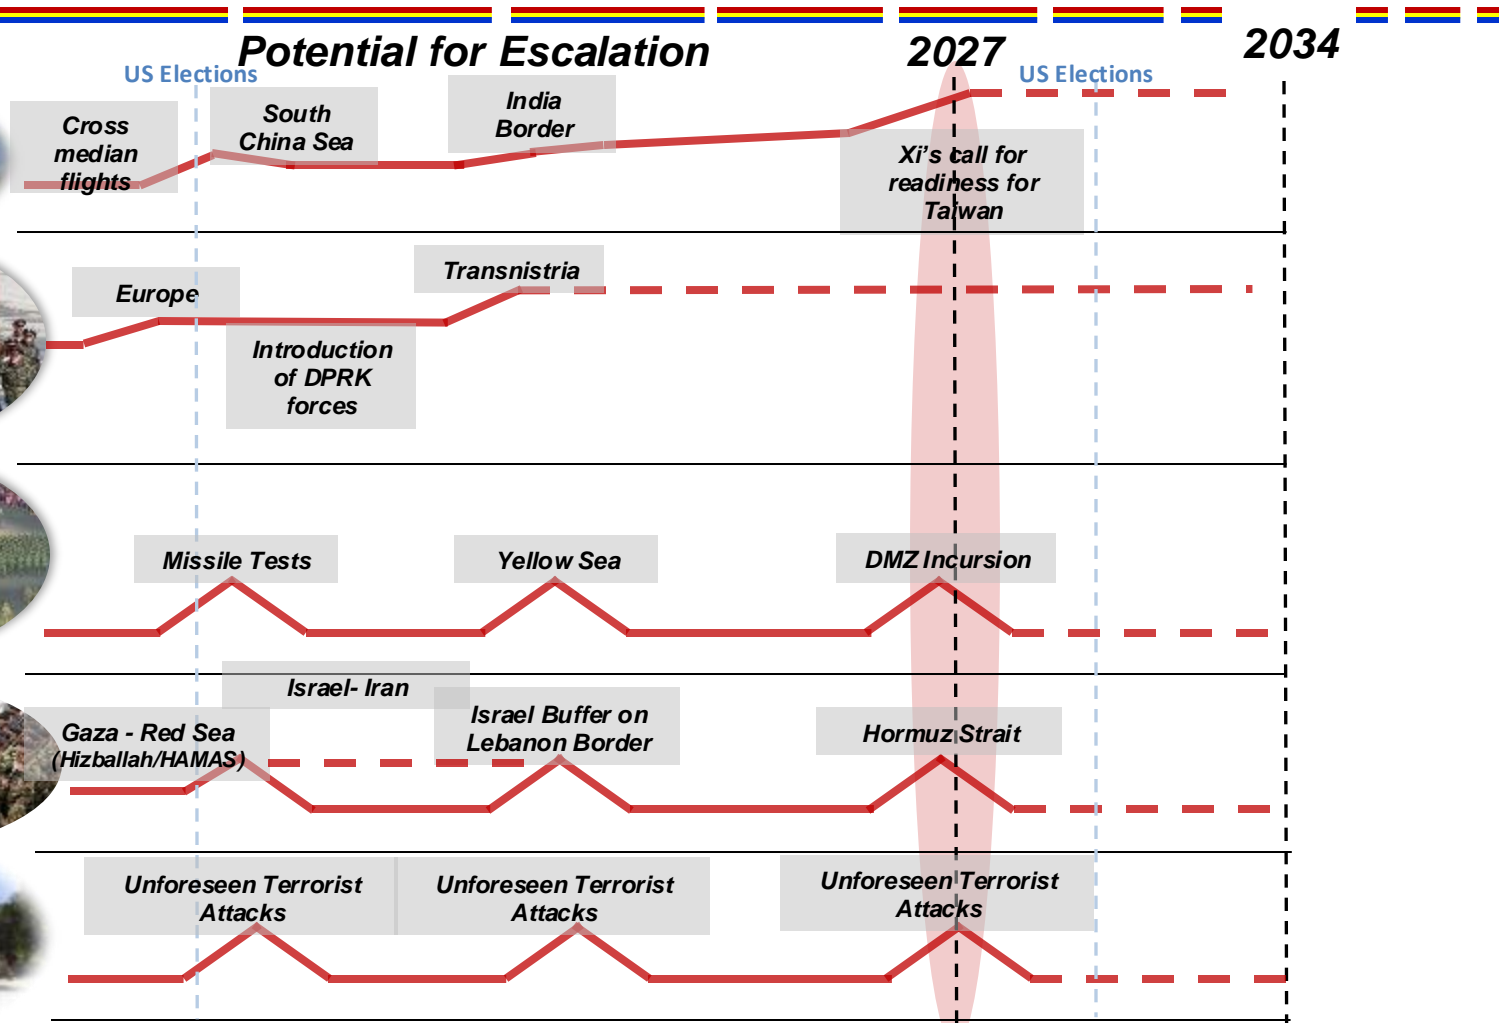 Potential for Escalation
2027
2034
US Elections
US Elections
Cross
median
flights
South
China Sea
India
Border
Xi's call for
readiness for
Taiwan
Europe
Transnistria
Introduction
of DPRK
forces
Missile Tests
Yellow Sea
DMZ Incursion
Israel- Iran
Gaza - Red Sea
(Hizballah/HAMAS)
Israel Buffer on
Lebanon Border
Hormuz Strait
Unforeseen Terrorist
Attacks
Unforeseen Terrorist
Attacks
Unforeseen Terrorist
Attacks